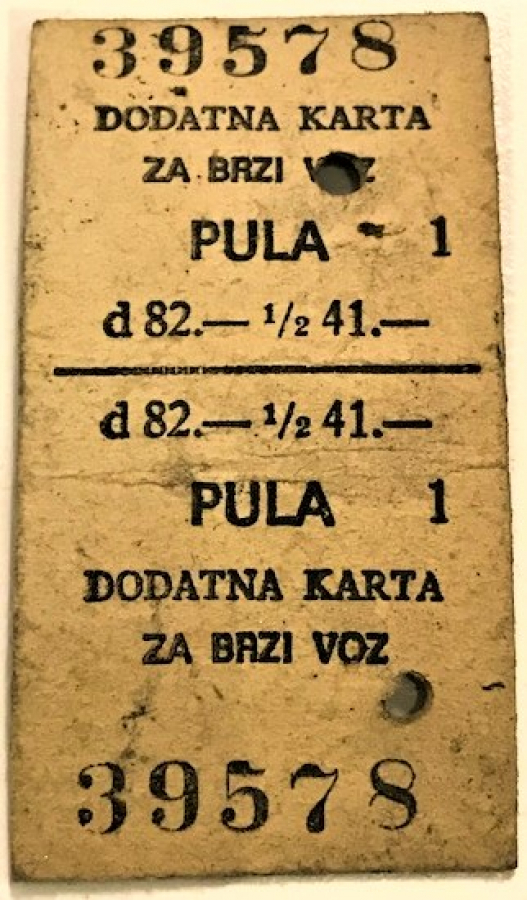 39578
DODATNA KARTA
ZA BRZI VOZ
PULA - 1
d 82.— 1/2 41.—
d 82.— 1/2 41.—
PULA 1
DODATNA KARTA
ZA BRZI VOZ
39578